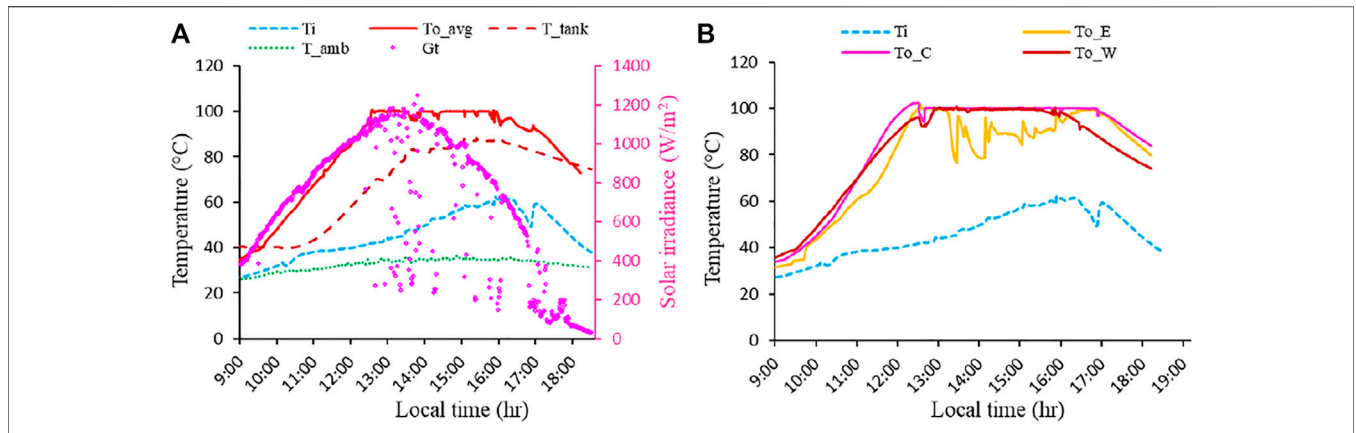 A
Ti To_avg T_tank
T_amb Gt
120
100
80
60
40
20
0
Temperature (°C)
1400
1200
1000
800
600
400
200
0
Solar irradiance (W/m²)
9:00 10:00 11:00 12:00 13:00 14:00 15:00 16:00 17:00 18:00
Local time (hr)
B
Ti To_E
To_C To_W
120
100
80
60
40
20
0
Temperature (°C)
9:00 10:00 11:00 12:00 13:00 14:00 15:00 16:00 17:00 18:00 19:00
Local time (hr)